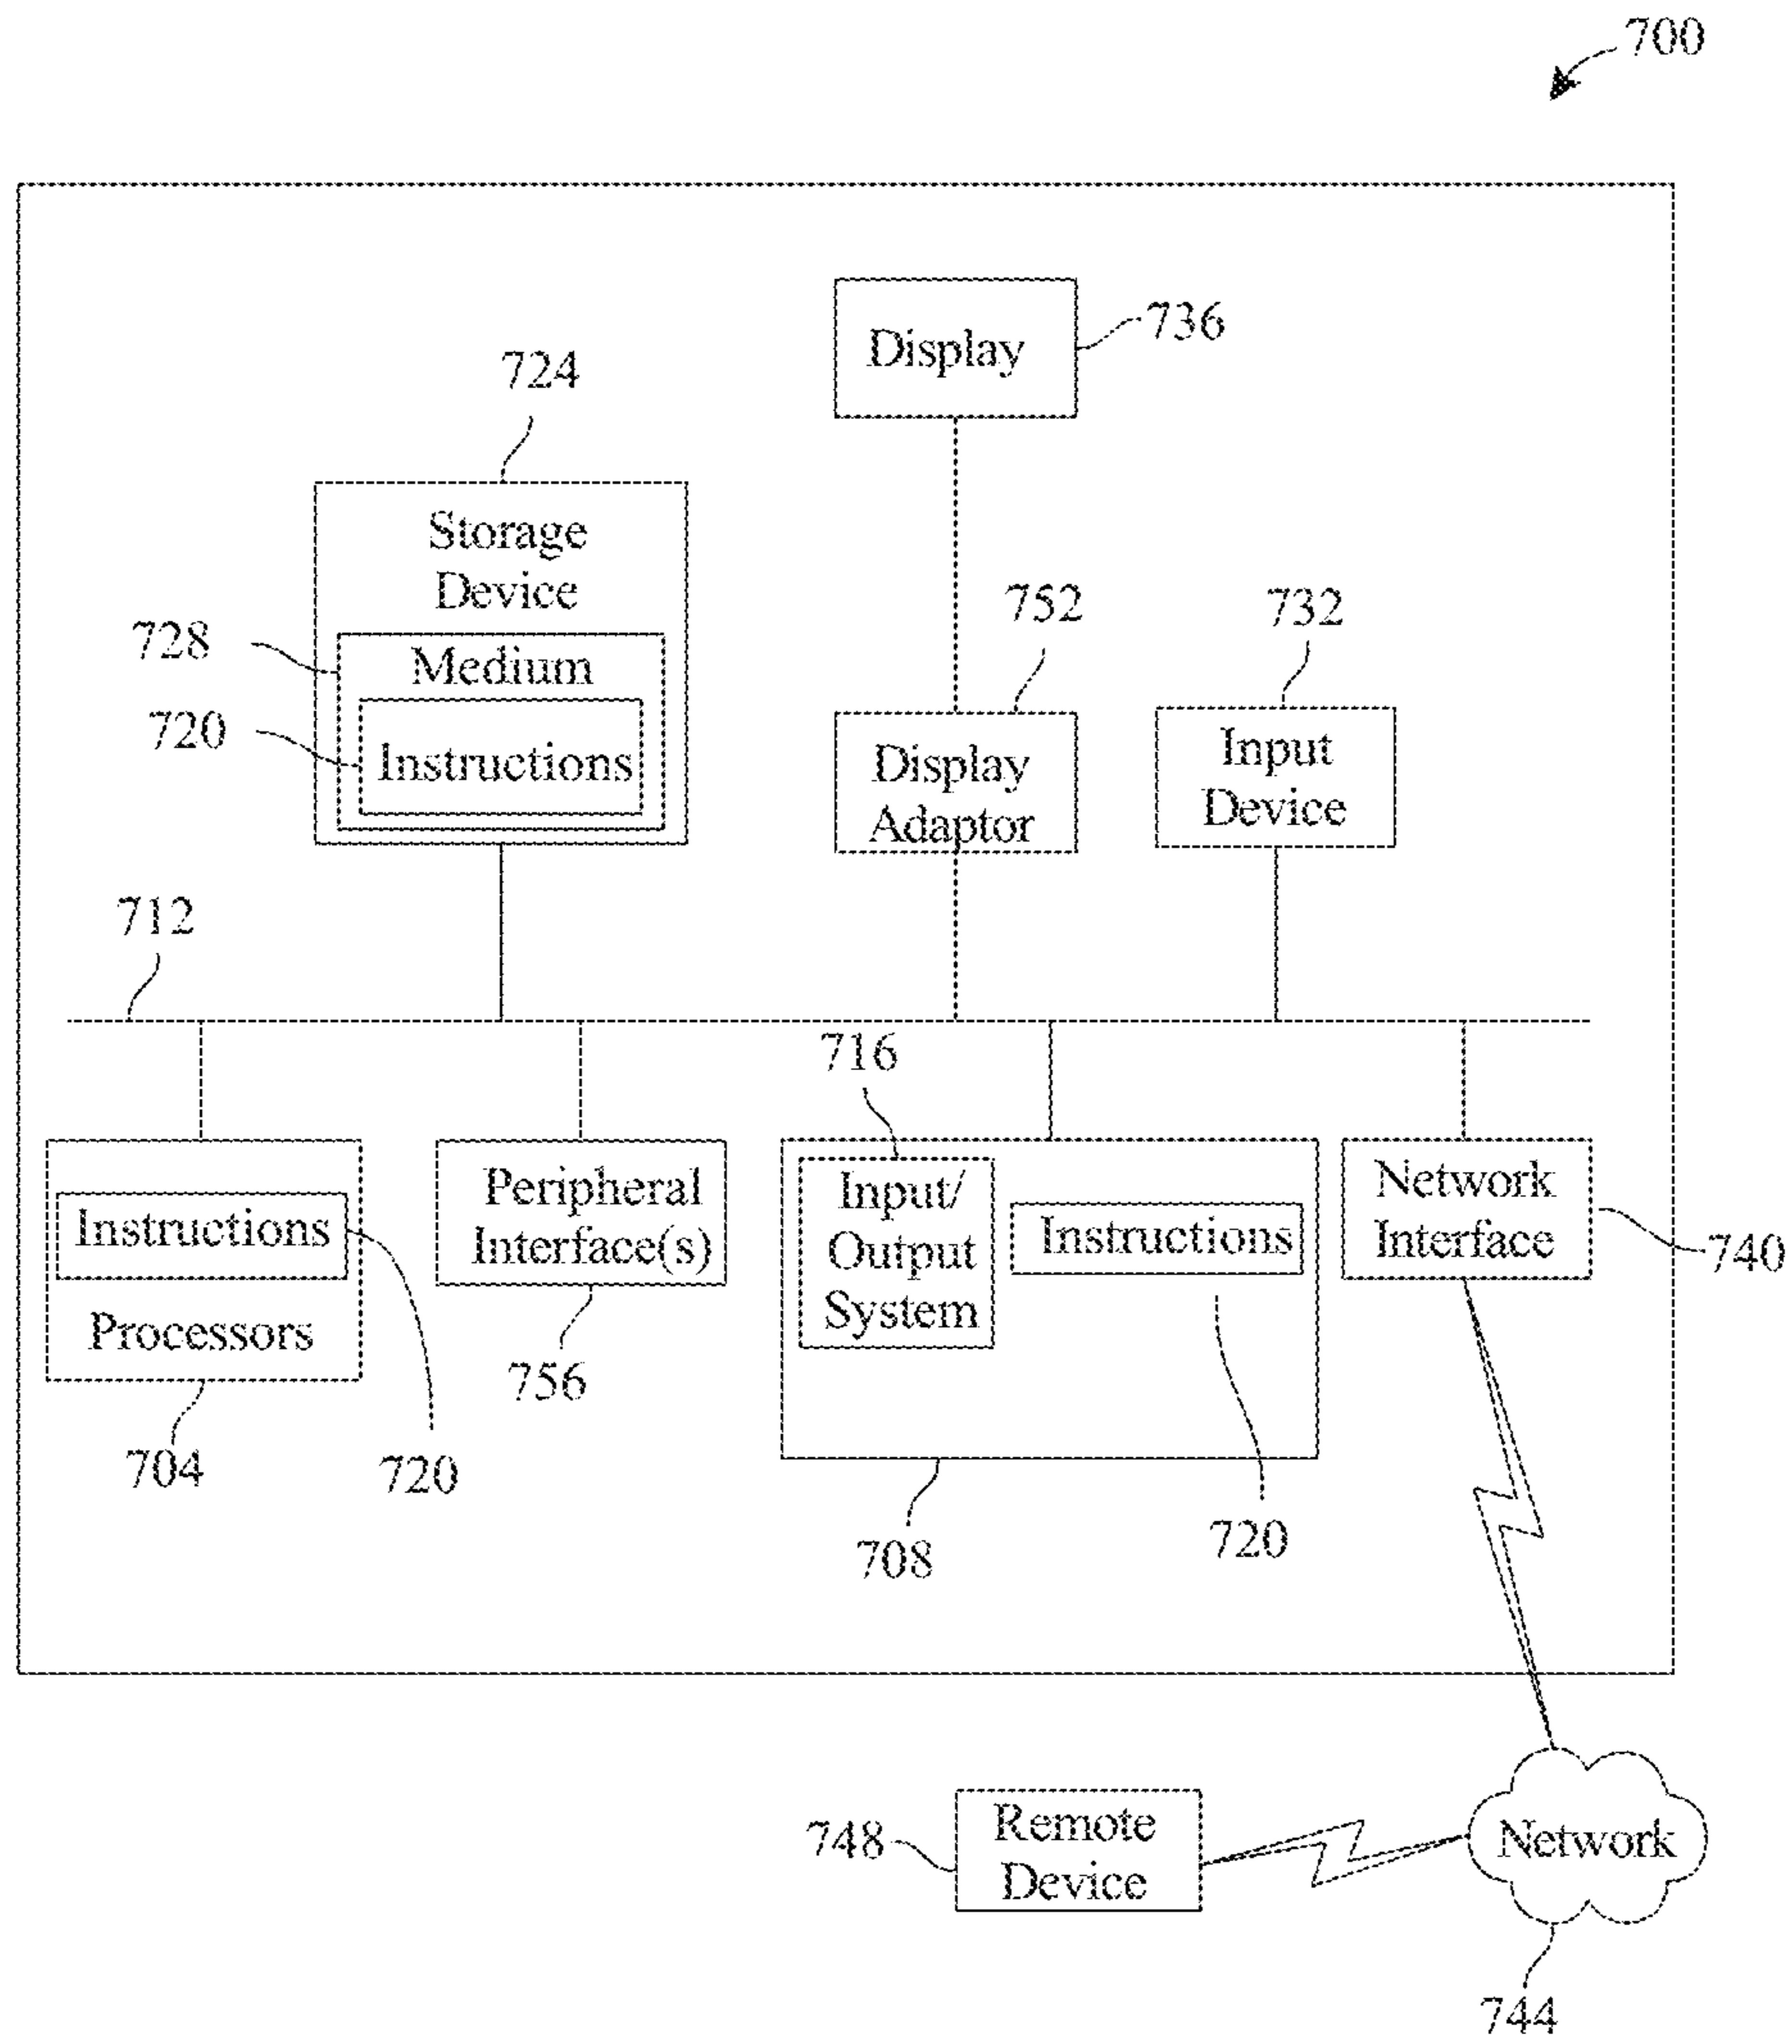 700
Display
736
724
Storage
Device
728
Medium
720
Instructions
752
Display
Adaptor
732
Input
Device
712
716
Instructions
Processors
704
720
Peripheral
Interface(s)
756
Input/
Output
System
Instructions
708
720
Network
Interface
740
748
Remote
Device
Network
744